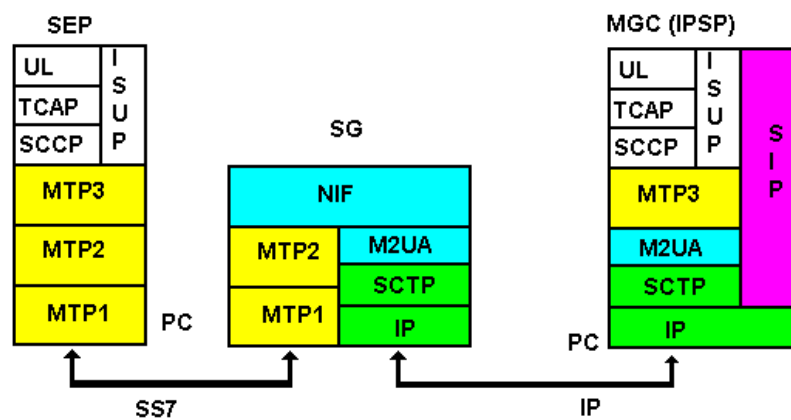 SEP
UL
TCAP
SCCP
ISUP
MTP3
MTP2
MTP1
PC
SG
NIF
MTP2
M2UA
SCTP
MTP1
IP
MGC (IPSP)
UL
TCAP
SCCP
ISUP
SIP
MTP3
M2UA
SCTP
PC
IP
SS7
IP